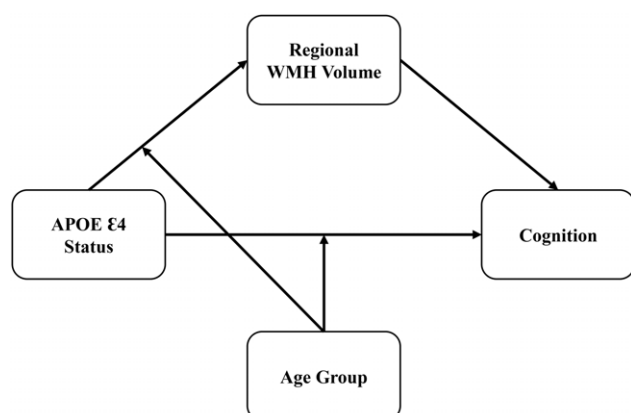 Regional
WMH Volume
APOE Ɛ4
Status
Cognition
Age Group